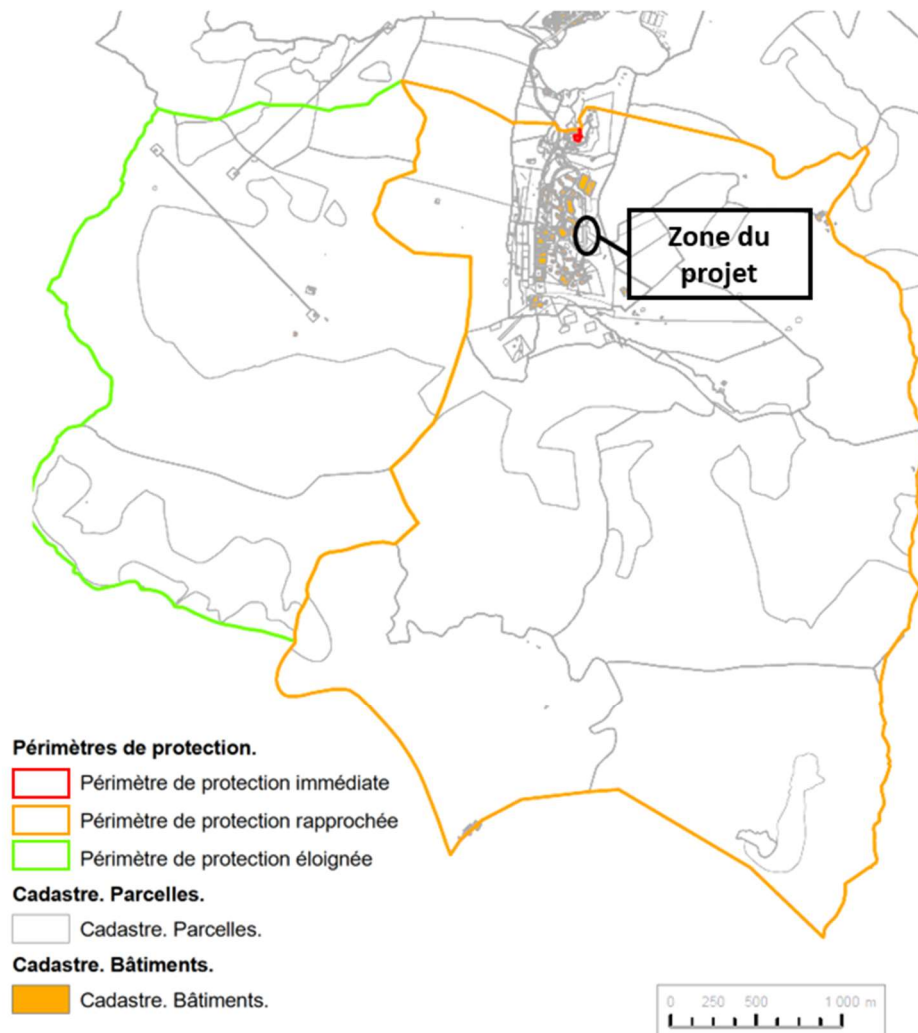 Zone du
projet
Périmètres de protection.
Périmètre de protection immédiate
Périmètre de protection rapprochée
Périmètre de protection éloignée
Cadastre. Parcelles.
Cadastre. Parcelles.
Cadastre. Bâtiments.
Cadastre. Bâtiments.
0 250 500 1 000 m